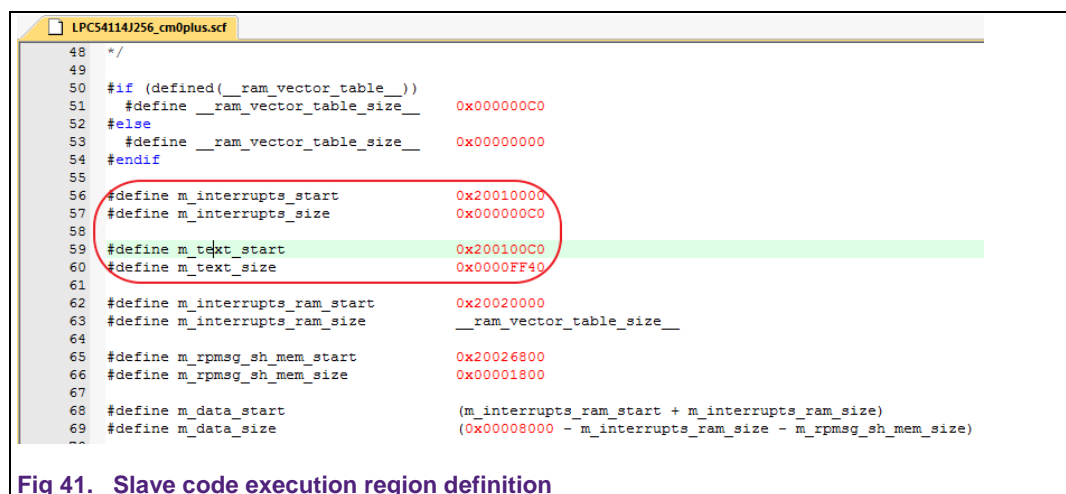 LPC54114J256_cm0plus.scf
48 */
49
50 #if (defined(__ram_vector_table__))
51 #define __ram_vector_table_size__ 0x000000C0
52 #else
53 #define __ram_vector_table_size__ 0x00000000
54 #endif
55
56 #define m_interrupts_start 0x20010000
57 #define m_interrupts_size 0x000000C0
58
59 #define m_text_start 0x200100C0
60 #define m_text_size 0x0000FF40
61
62 #define m_interrupts_ram_start 0x20020000
63 #define m_interrupts_ram_size __ram_vector_table_size__
64
65 #define m_rpmsg_sh_mem_start 0x20026800
66 #define m_rpmsg_sh_mem_size 0x00001800
67
68 #define m_data_start (m_interrupts_ram_start + m_interrupts_ram_size)
69 #define m_data_size (0x00008000 - m_interrupts_ram_size - m_rpmsg_sh_mem_size)
Fig 41. Slave code execution region definition